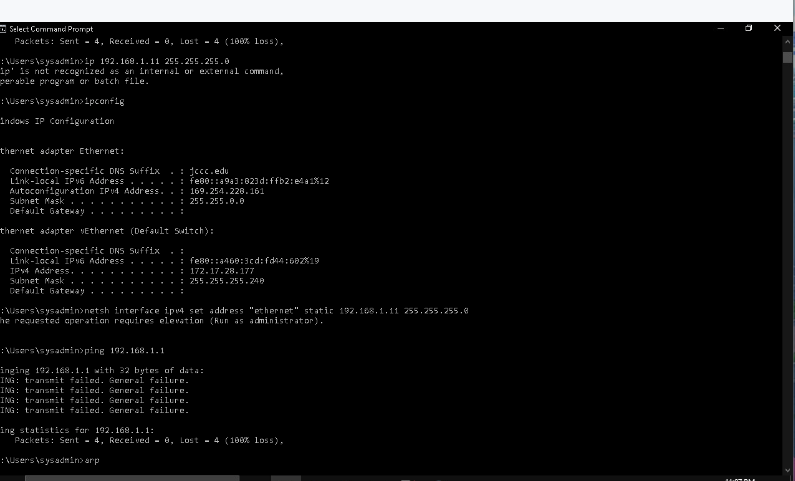 Select Command Prompt
Packets: Sent = 4, Received = 0, Lost = 4 (100% loss),
:\Users\sysadmin>ip 192.168.1.11 255.255.255.0
ip' is not recognized as an internal or external command,
perable program or batch file.
:\Users\sysadmin>ipconfig
indows IP Configuration
thernet adapter Ethernet:
Connection-specific DNS Suffix . : jccc.edu
Link-local IPv6 Address . . . . . : fe80::a9a3:823d:ffb2:e4a1%12
Autoconfiguration IPv4 Address. . : 169.254.228.161
Subnet Mask . . . . . . . . . . . : 255.255.0.0
Default Gateway . . . . . . . . . :
thernet adapter vEthernet (Default Switch):
Connection-specific DNS Suffix . :
Link-local IPv6 Address . . . . . : fe80::a460:3cd:fd44:602%19
IPv4 Address. . . . . . . . . . . : 172.17.28.177
Subnet Mask . . . . . . . . . . . : 255.255.255.240
Default Gateway . . . . . . . . . :
:\Users\sysadmin>netsh interface ipv4 set address "ethernet" static 192.168.1.11 255.255.255.0
he requested operation requires elevation (Run as administrator).
:\Users\sysadmin>ping 192.168.1.1
inging 192.168.1.1 with 32 bytes of data:
ING: transmit failed. General failure.
ING: transmit failed. General failure.
ING: transmit failed. General failure.
ING: transmit failed. General failure.
ing statistics for 192.168.1.1:
Packets: Sent = 4, Received = 0, Lost = 4 (100% loss),
:\Users\sysadmin>arp